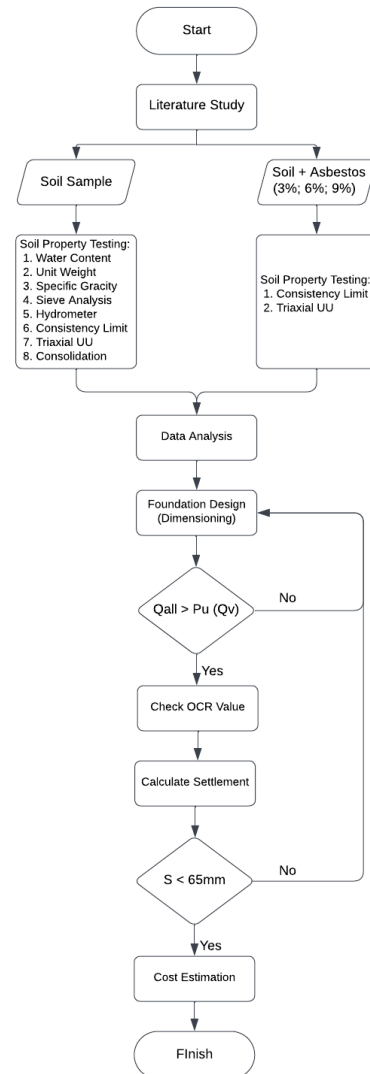 Start
Literature Study
Soil Sample
Soil + Asbestos
(3%; 6%; 9%)
Soil Property Testing:
1. Water Content
2. Unit Weight
3. Specific Gracity
4. Sieve Analysis
5. Hydrometer
6. Consistency Limit
7. Triaxial UU
8. Consolidation
Soil Property Testing:
1. Consistency Limit
2. Triaxial UU
Data Analysis
Foundation Design
(Dimensioning)
Qall > Pu (Qv)
No
Yes
Check OCR Value
Calculate Settlement
S < 65mm
No
Yes
Cost Estimation
FInish